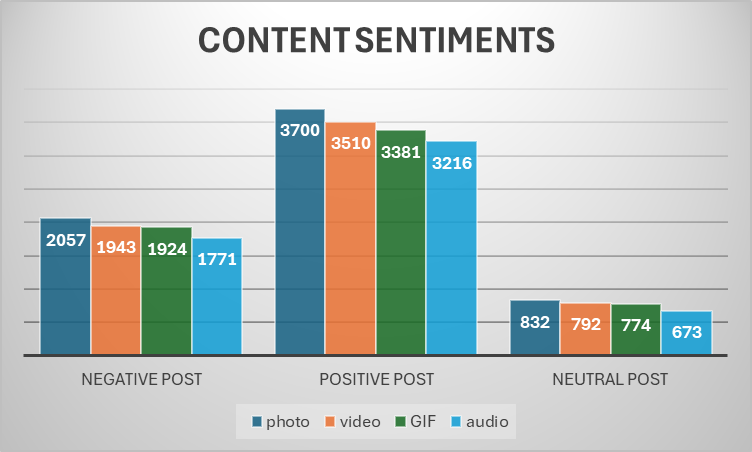 CONTENT SENTIMENTS
2057 1943 1924 1771
3700 3510 3381 3216
832 792 774 673
NEGATIVE POST POSITIVE POST NEUTRAL POST
photo video GIF audio